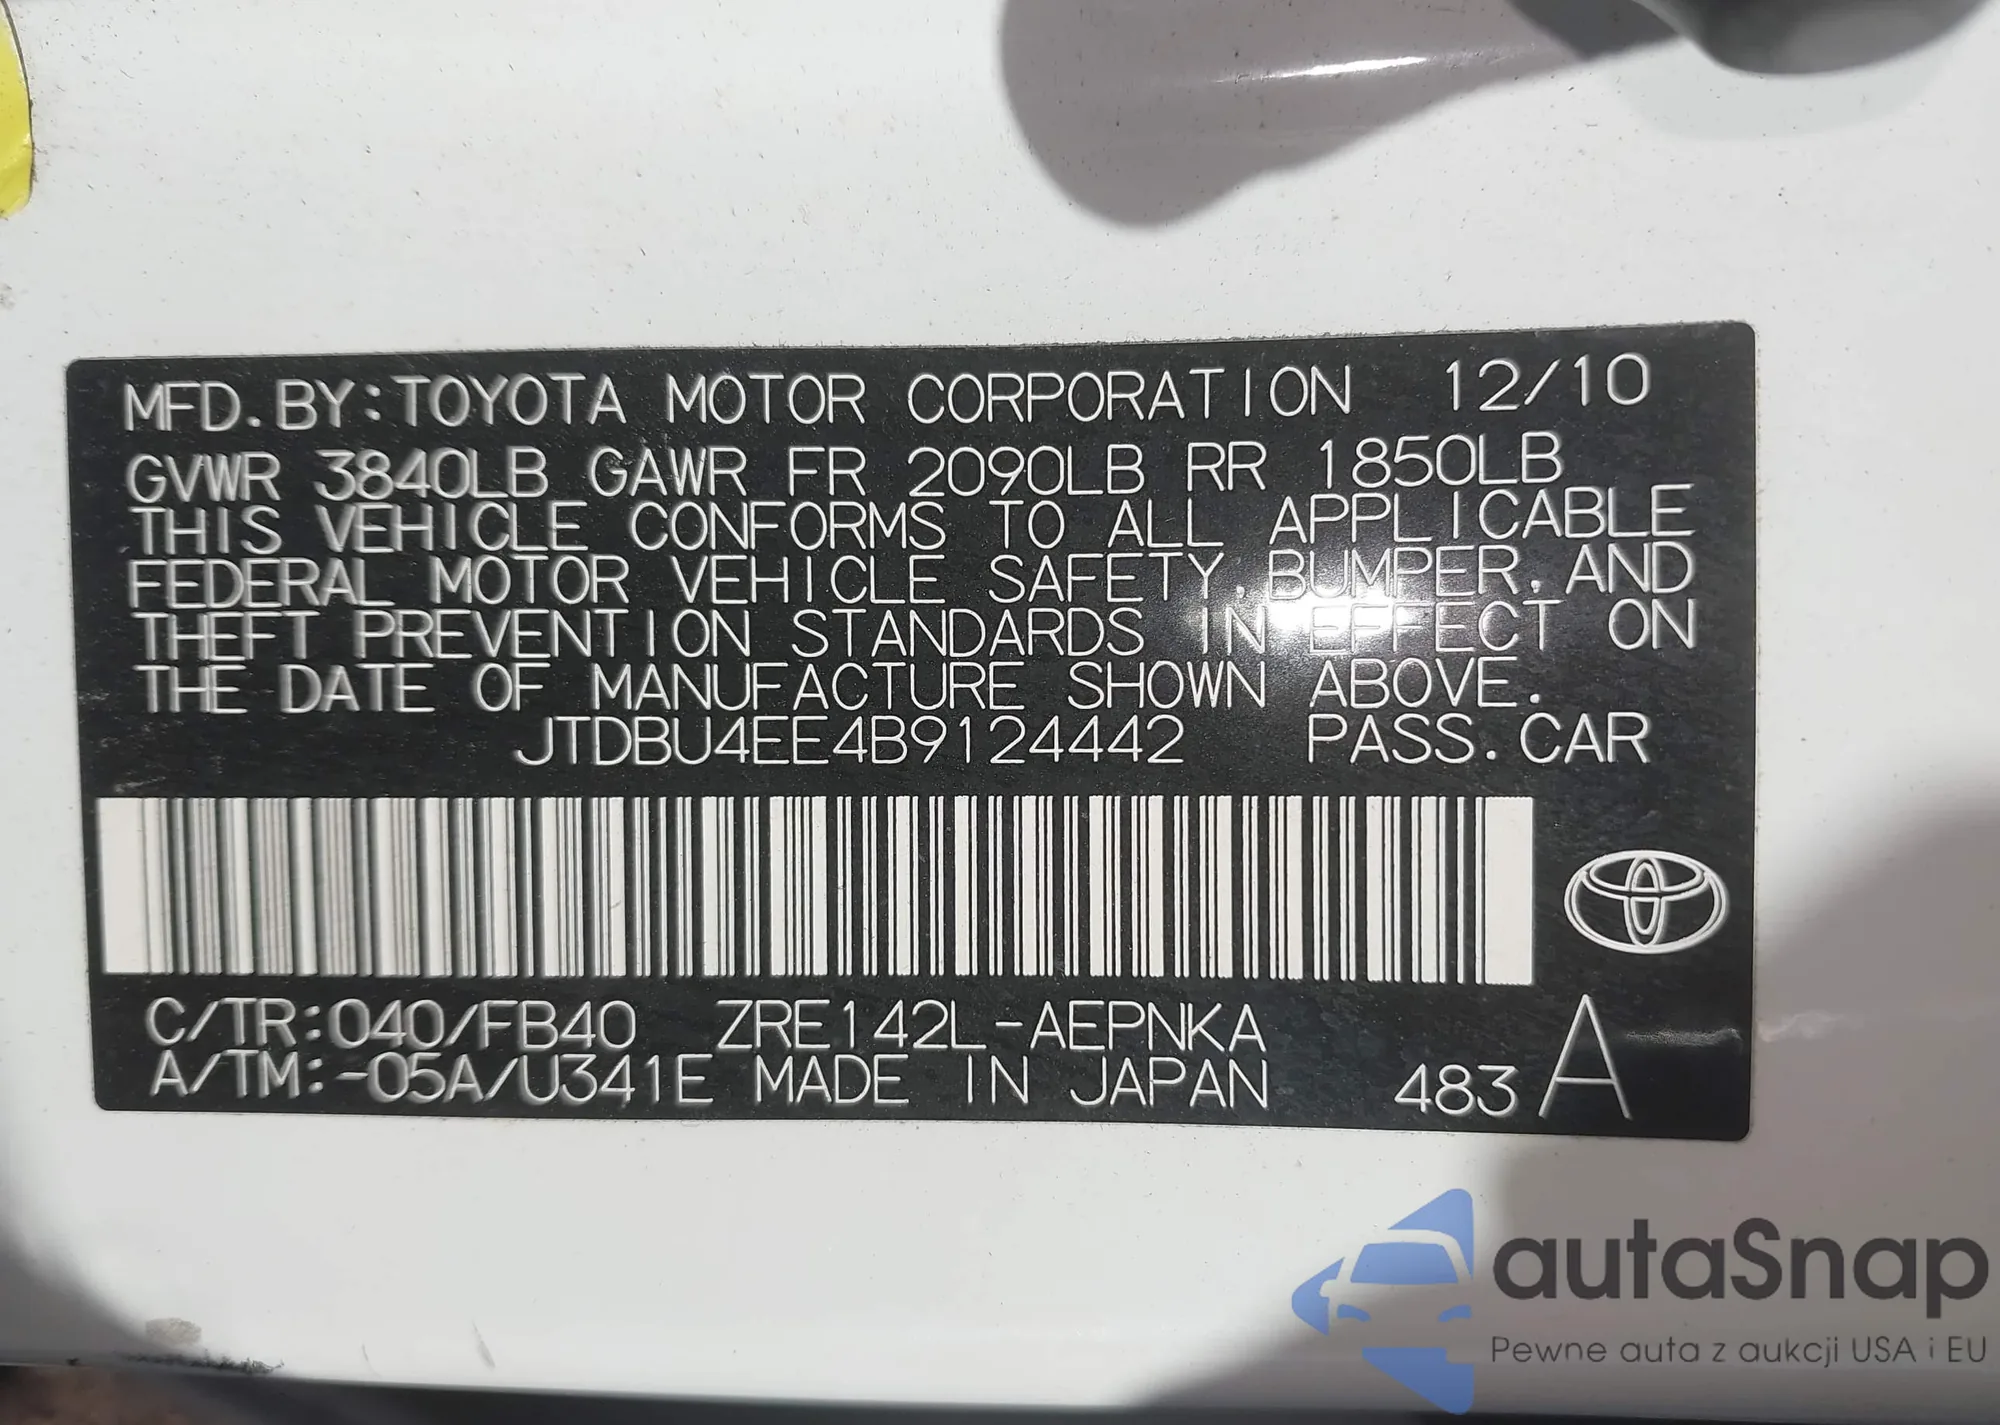 MFD. BY: TOYOTA MOTOR CORPORATION 12/10
GVWR 3840LB GAWR FR 2090LB RR 1850LB
THIS VEHICLE CONFORMS TO ALL APPLICABLE
FEDERAL MOTOR VEHICLE SAFETY, BUMPER, AND
THEFT PREVENTION STANDARDS IN EFFECT ON
THE DATE OF MANUFACTURE SHOWN ABOVE.
JTDBU4EE4B9124442 PASS. CAR
C/TR: 040/FB40 ZRE142L-AEPNKA
A/TM: -05A/U341E MADE IN JAPAN 483 A
autaSnap
Pewne auta z aukcji USA i EU